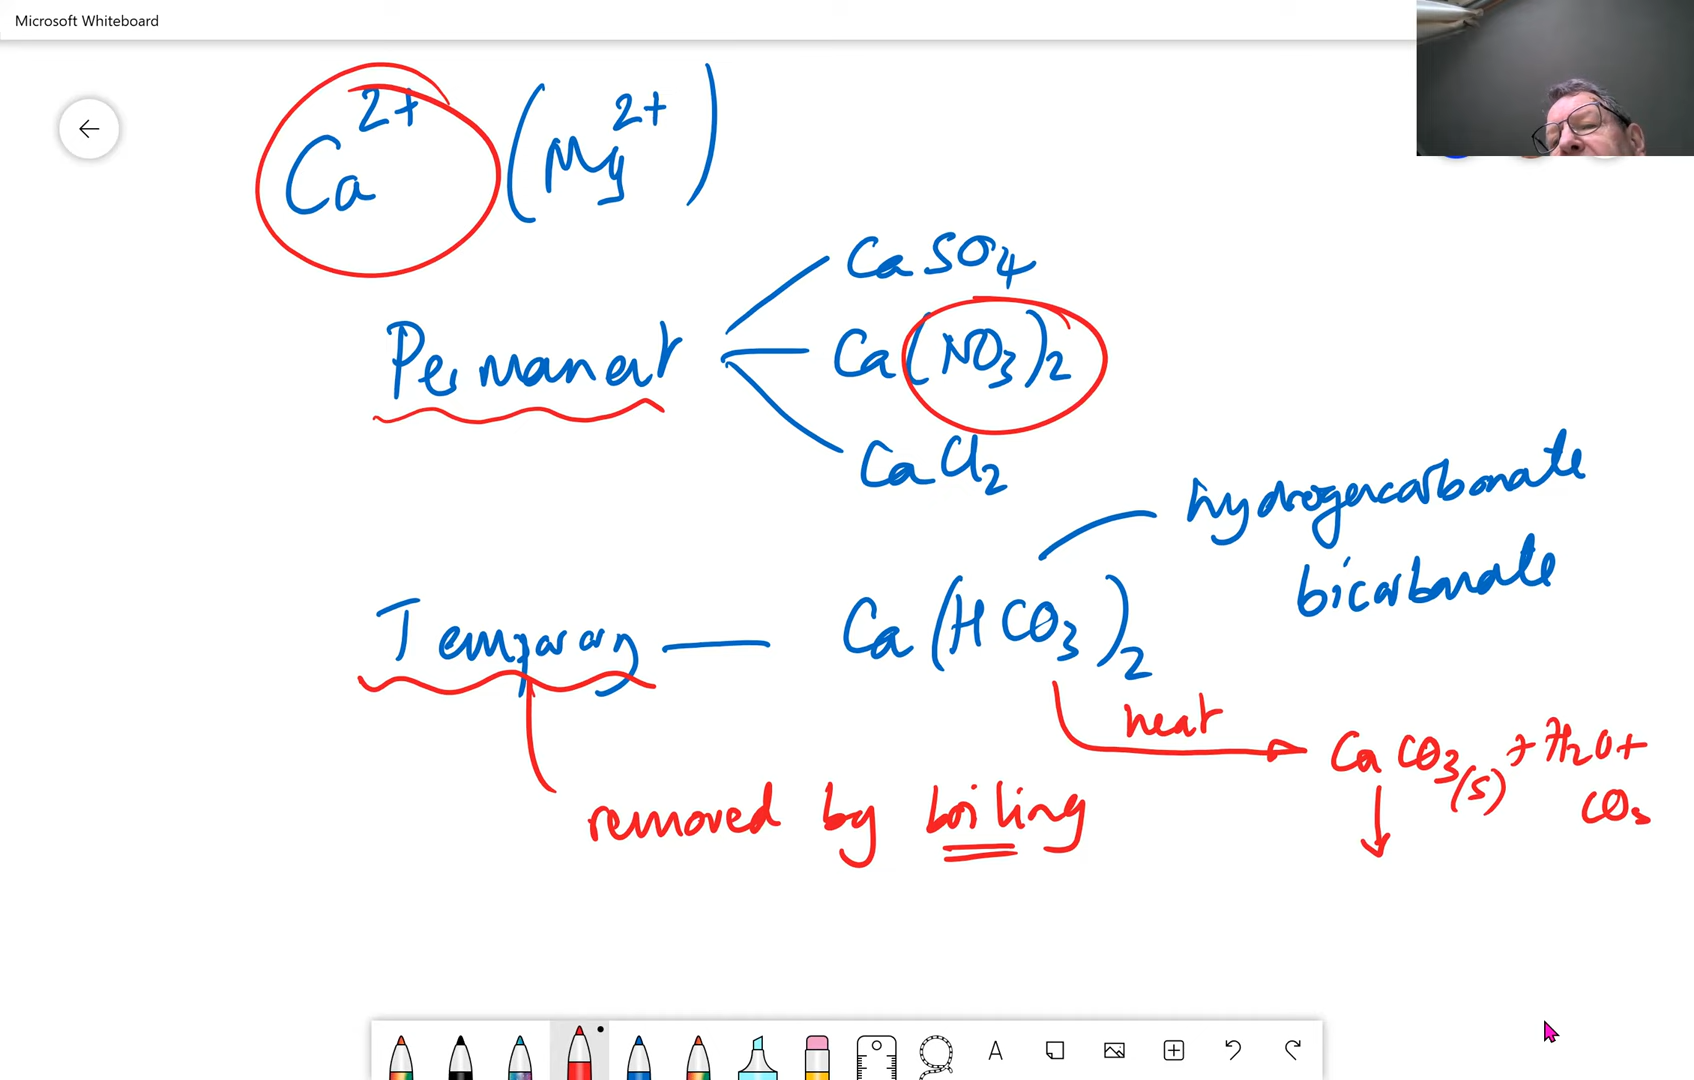 Microsoft Whiteboard
Ca²⁺ (Mg²⁺)
CaSO₄
Permanent Ca(NO₃)₂
CaCl₂
hydrogencarbonate
bicarbonate
Temporary — Ca(HCO₃)₂
heat
CaCO₃(s) + H₂O +
removed by boiling
A